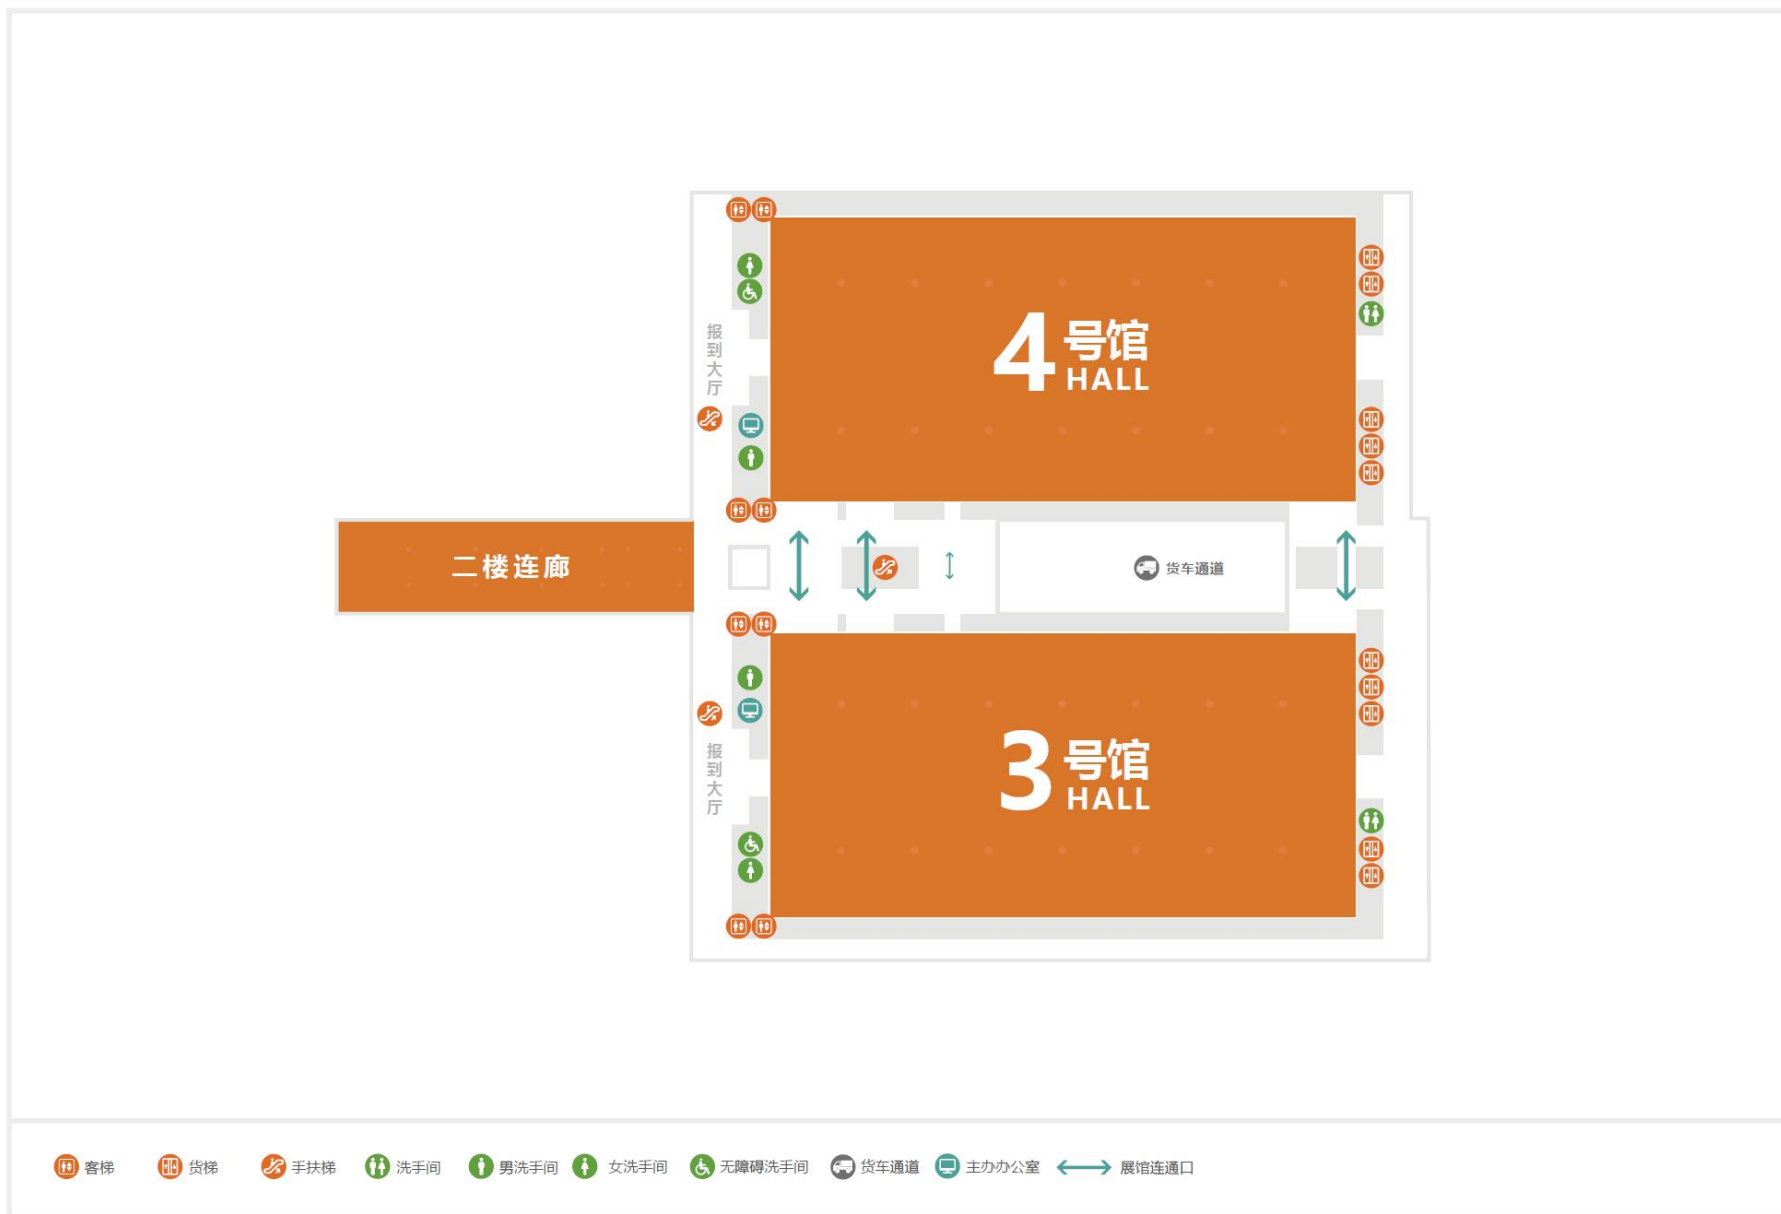 4 号馆
HALL
报到大厅
二楼连廊
货车通道
报到大厅
3 号馆
HALL
客梯 货梯 手扶梯 洗手间 男洗手间 女洗手间 无障碍洗手间 货车通道 主办办公室 展馆连通口